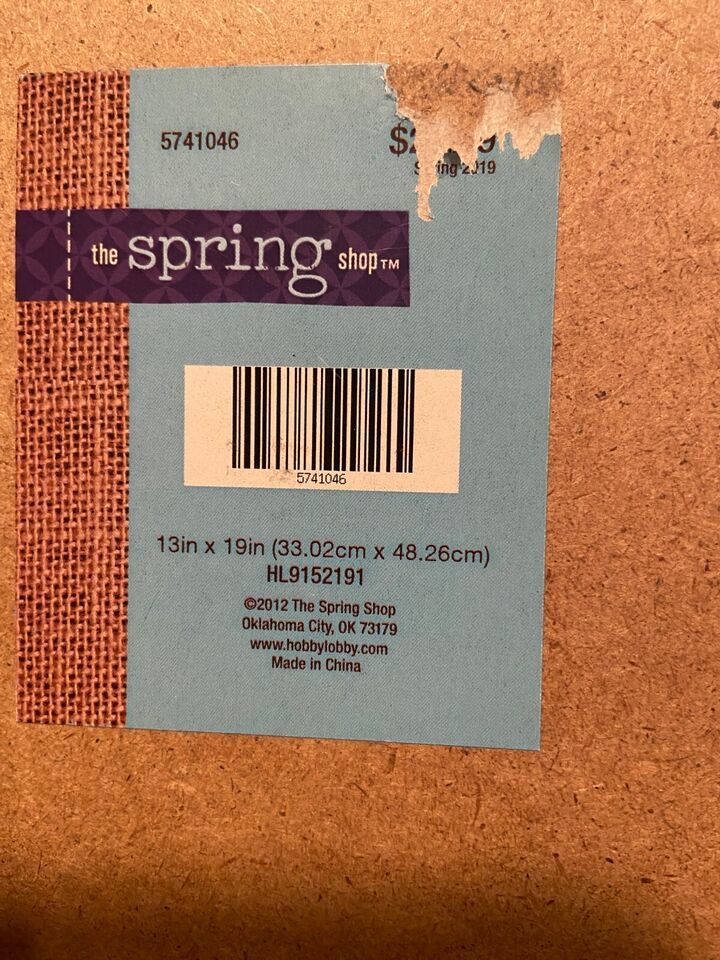 5741046
the spring shop™
5741046
13in x 19in (33.02cm x 48.26cm)
HL9152191
©2012 The Spring Shop
Oklahoma City, OK 73179
www.hobbylobby.com
Made in China